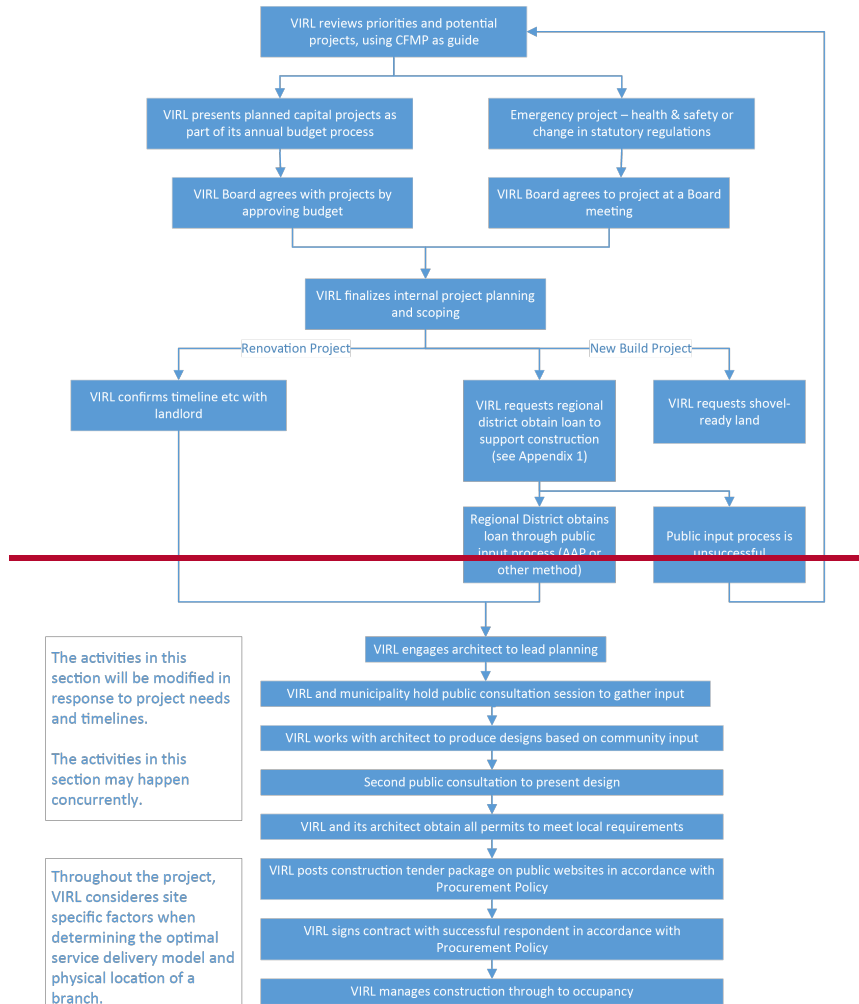 VIRL reviews priorities and potential
projects, using CFMP as guide
VIRL presents planned capital projects as
part of its annual budget process
Emergency project – health & safety or
change in statutory regulations
VIRL Board agrees with projects by
approving budget
VIRL Board agrees to project at a Board
meeting
VIRL finalizes internal project planning
and scoping
Renovation Project
New Build Project
VIRL confirms timeline etc with
landlord
VIRL requests regional
district obtain loan to
support construction
(see Appendix 1)
VIRL requests shovel-
ready land
Regional District obtains
loan through public
input process (AAP or
other method)
Public input process is
unsuccessful
VIRL engages architect to lead planning
VIRL and municipality hold public consultation session to gather input
VIRL works with architect to produce designs based on community input
Second public consultation to present design
VIRL and its architect obtain all permits to meet local requirements
VIRL posts construction tender package on public websites in accordance with
Procurement Policy
VIRL signs contract with successful respondent in accordance with
Procurement Policy
VIRL manages construction through to occupancy
The activities in this
section will be modified in
response to project needs
and timelines.
The activities in this
section may happen
concurrently.
Throughout the project,
VIRL consideres site
specific factors when
determining the optimal
service delivery model and
physical location of a
branch.